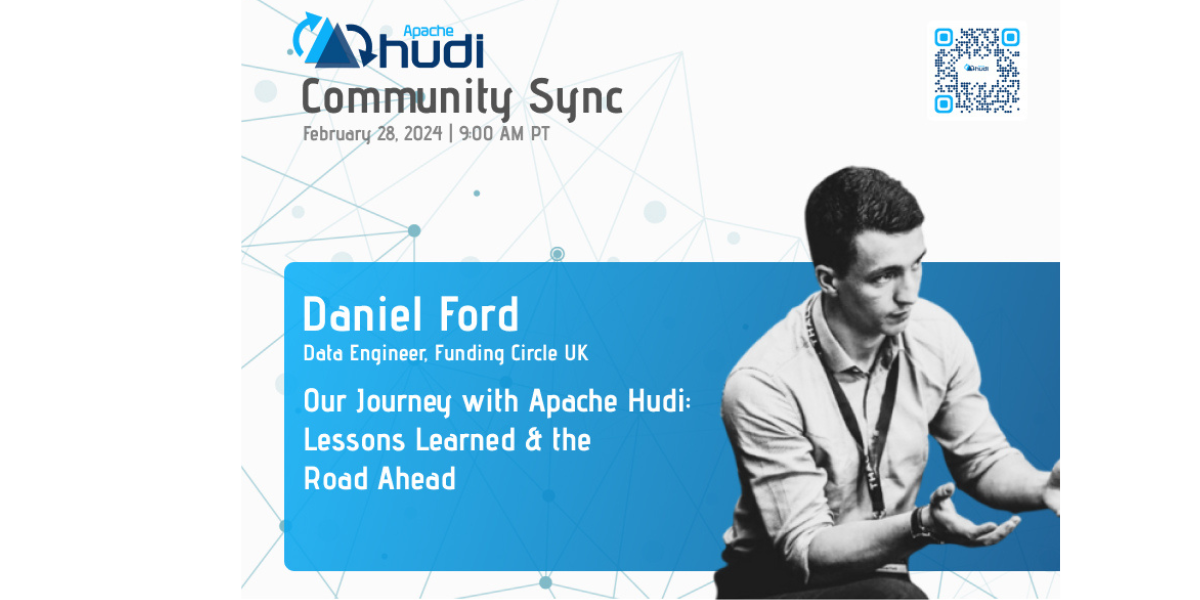 Apache
hudi
Community Sync
February 28, 2024 | 9:00 AM PT
hudi
Daniel Ford
Data Engineer, Funding Circle UK
Our Journey with Apache Hudi:
Lessons Learned & the
Road Ahead